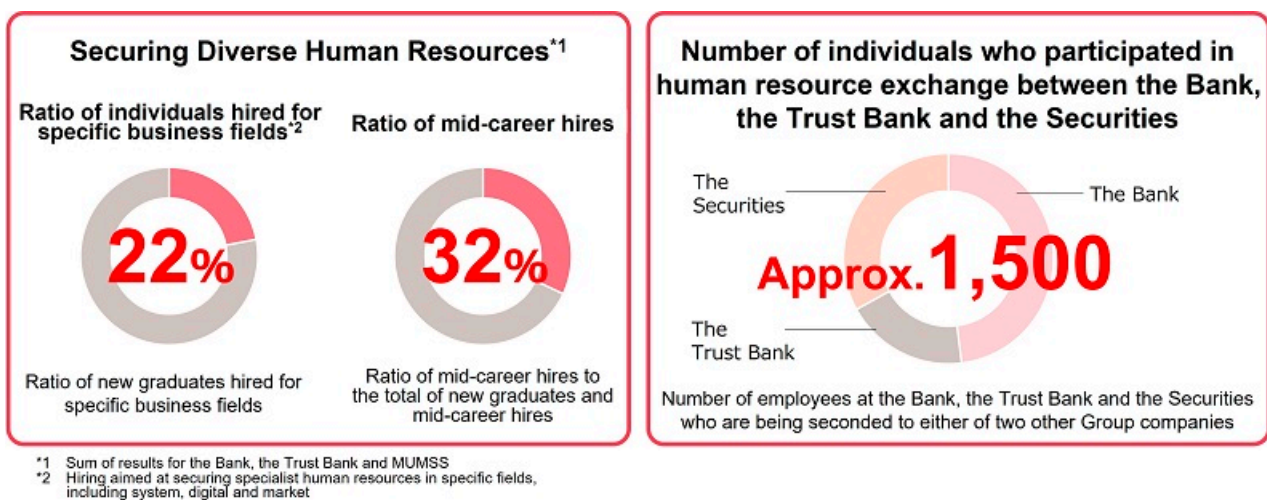 Securing Diverse Human Resources*1
Ratio of individuals hired for
specific business fields*2
22%
Ratio of new graduates hired for
specific business fields
Ratio of mid-career hires
32%
Ratio of mid-career hires to
the total of new graduates and
mid-career hires
Number of individuals who participated in
human resource exchange between the Bank,
the Trust Bank and the Securities
The
Securities
The Bank
Approx. 1,500
The
Trust Bank
Number of employees at the Bank, the Trust Bank and the Securities
who are being seconded to either of two other Group companies
*1 Sum of results for the Bank, the Trust Bank and MUMSS
*2 Hiring aimed at securing specialist human resources in specific fields,
including system, digital and market